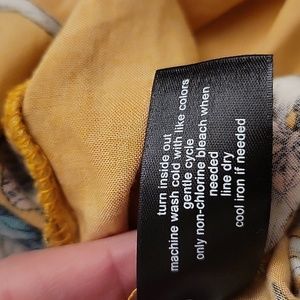 turn inside out
machine wash cold with like colors
gentle cycle
only non-chlorine bleach when
needed
line dry
cool iron if needed